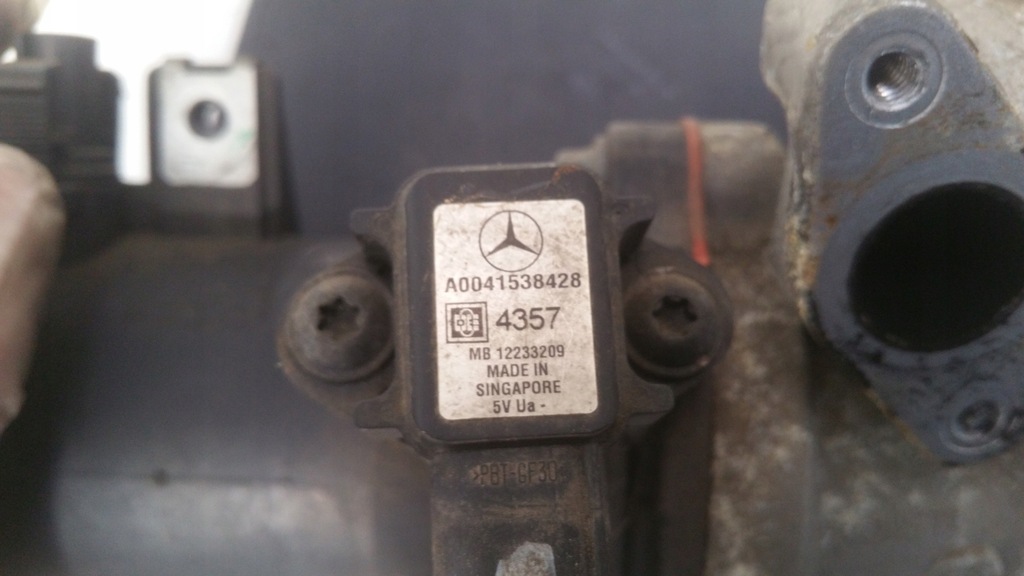 A0041538428
4357
MB 12233209
MADE IN
SINGAPORE
5V Ua -
>PBT-GF30